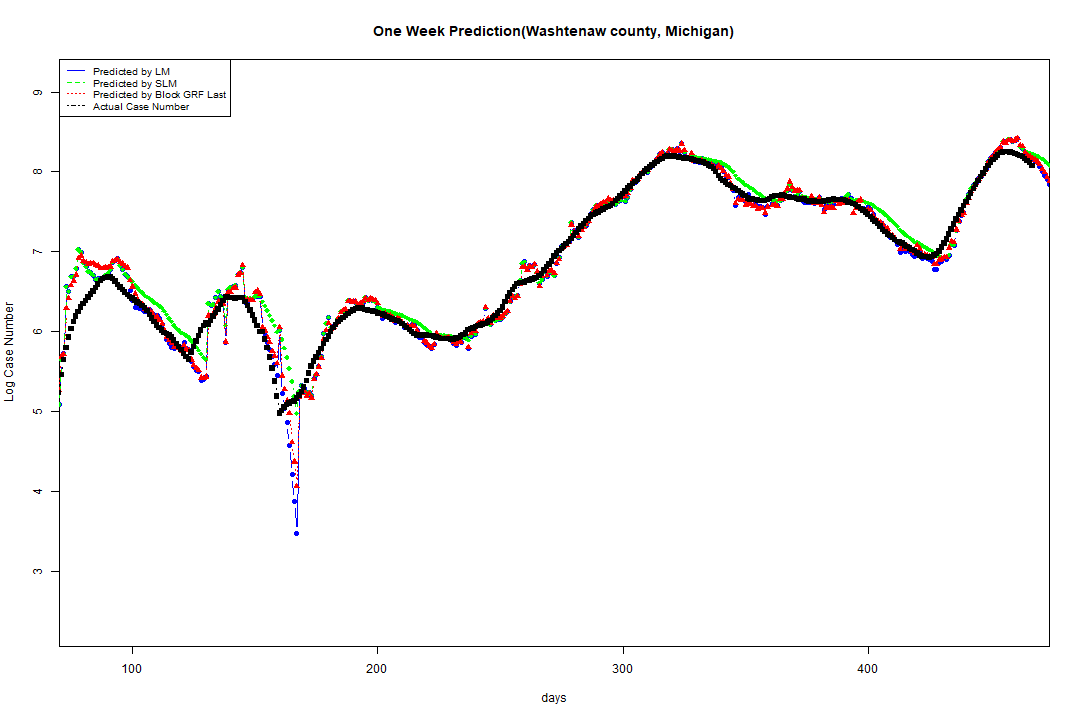 One Week Prediction(Washtenaw county, Michigan)
Predicted by LM
Predicted by SLM
Predicted by Block GRF Last
Actual Case Number
9
8
7
6
5
4
3
Log Case Number
100 200 300 400
days